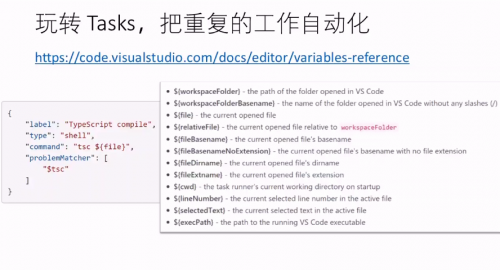 玩转 Tasks，把重复的工作自动化
https://code.visualstudio.com/docs/editor/variables-reference
{
"label": "TypeScript compile",
"type": "shell",
"command": "tsc ${file}",
"problemMatcher": [
"$tsc"
]
}
• ${workspaceFolder} - the path of the folder opened in VS Code
• ${workspaceFolderBasename} - the name of the folder opened in VS Code without any slashes (/)
• ${file} - the current opened file
• ${relativeFile} - the current opened file relative to workspaceFolder
• ${fileBasename} - the current opened file's basename
• ${fileBasenameNoExtension} - the current opened file's basename with no file extension
• ${fileDirname} - the current opened file's dirname
• ${fileExtname} - the current opened file's extension
• ${cwd} - the task runner's current working directory on startup
• ${lineNumber} - the current selected line number in the active file
• ${selectedText} - the current selected text in the active file
• ${execPath} - the path to the running VS Code executable